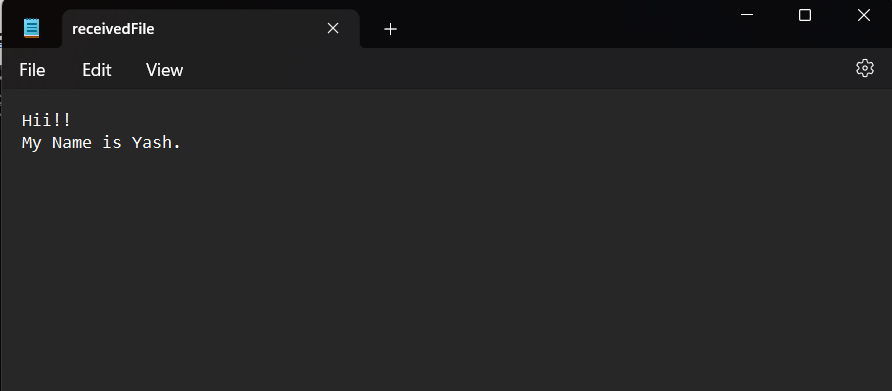 receivedFile
File Edit View
Hii!!
My Name is Yash.